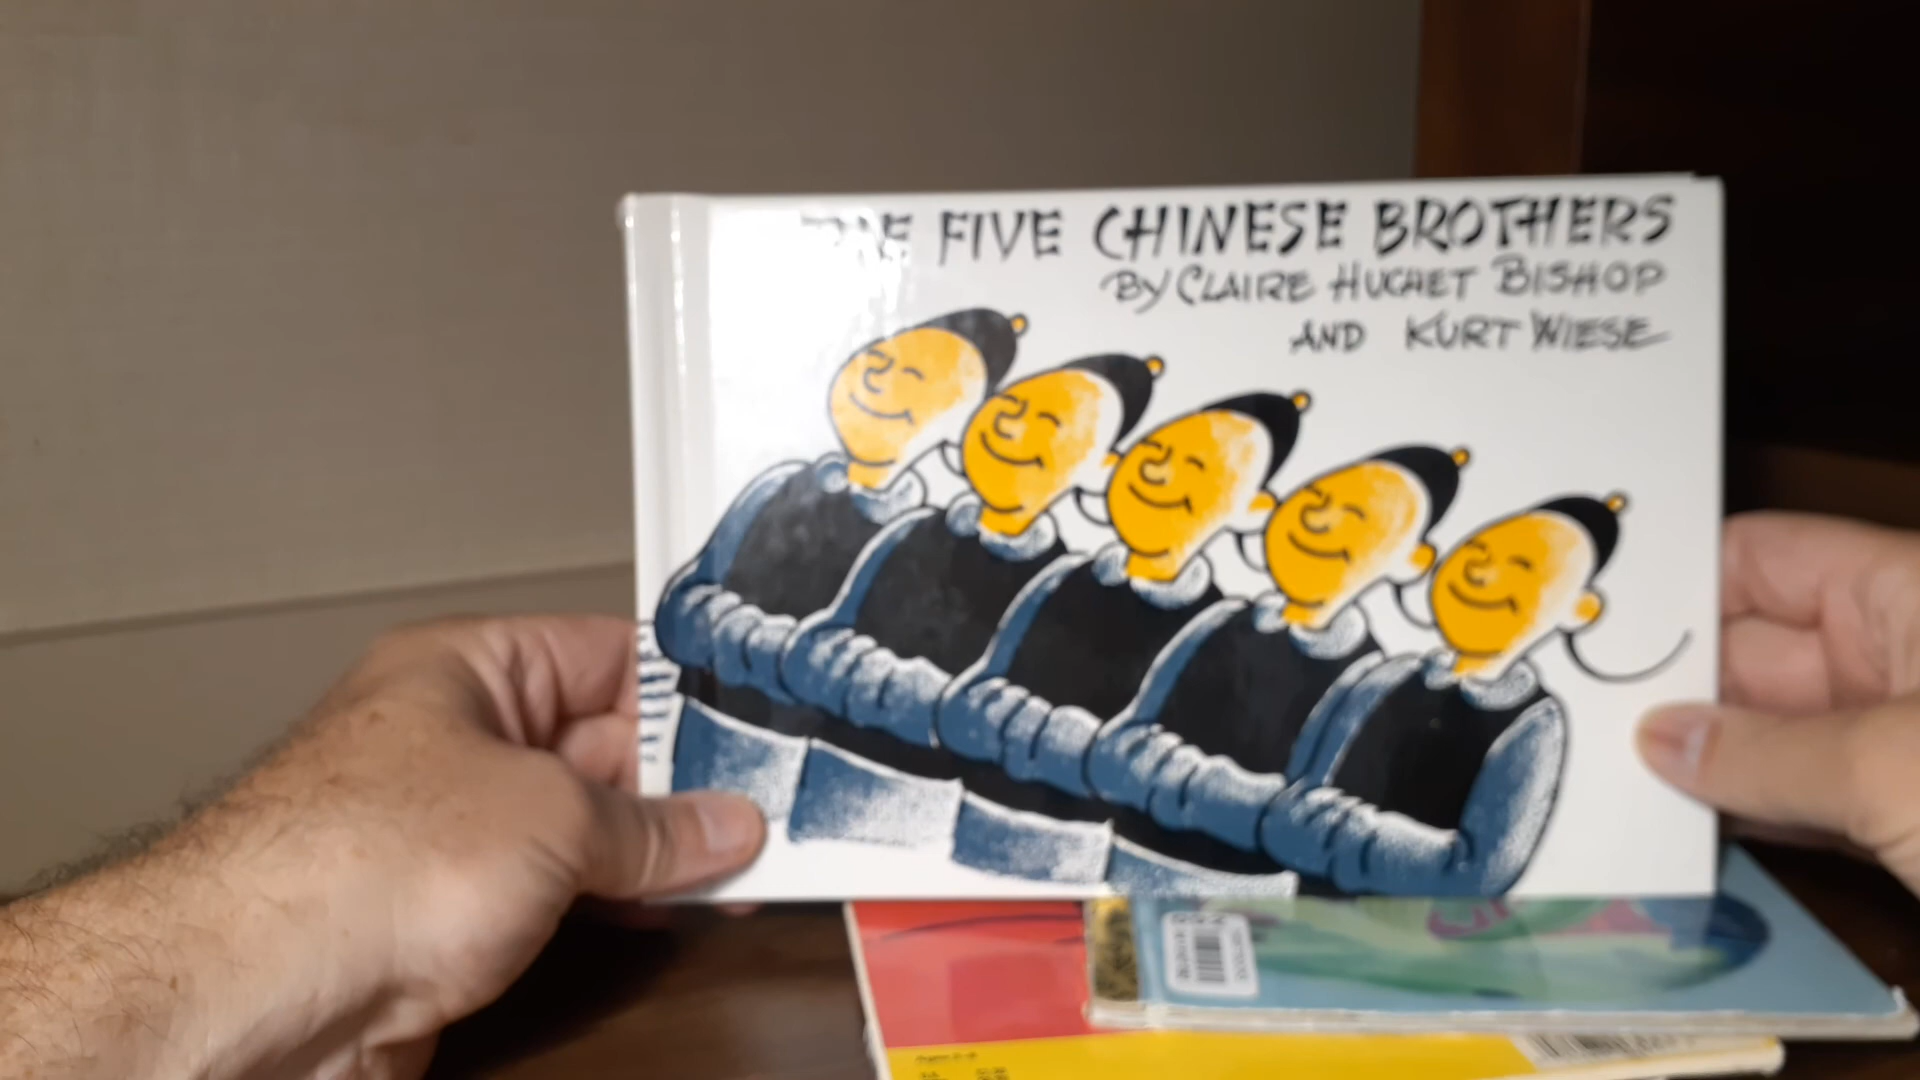 THE FIVE CHINESE BROTHERS
BY CLAIRE HUCHET BISHOP
AND KURT WIESE